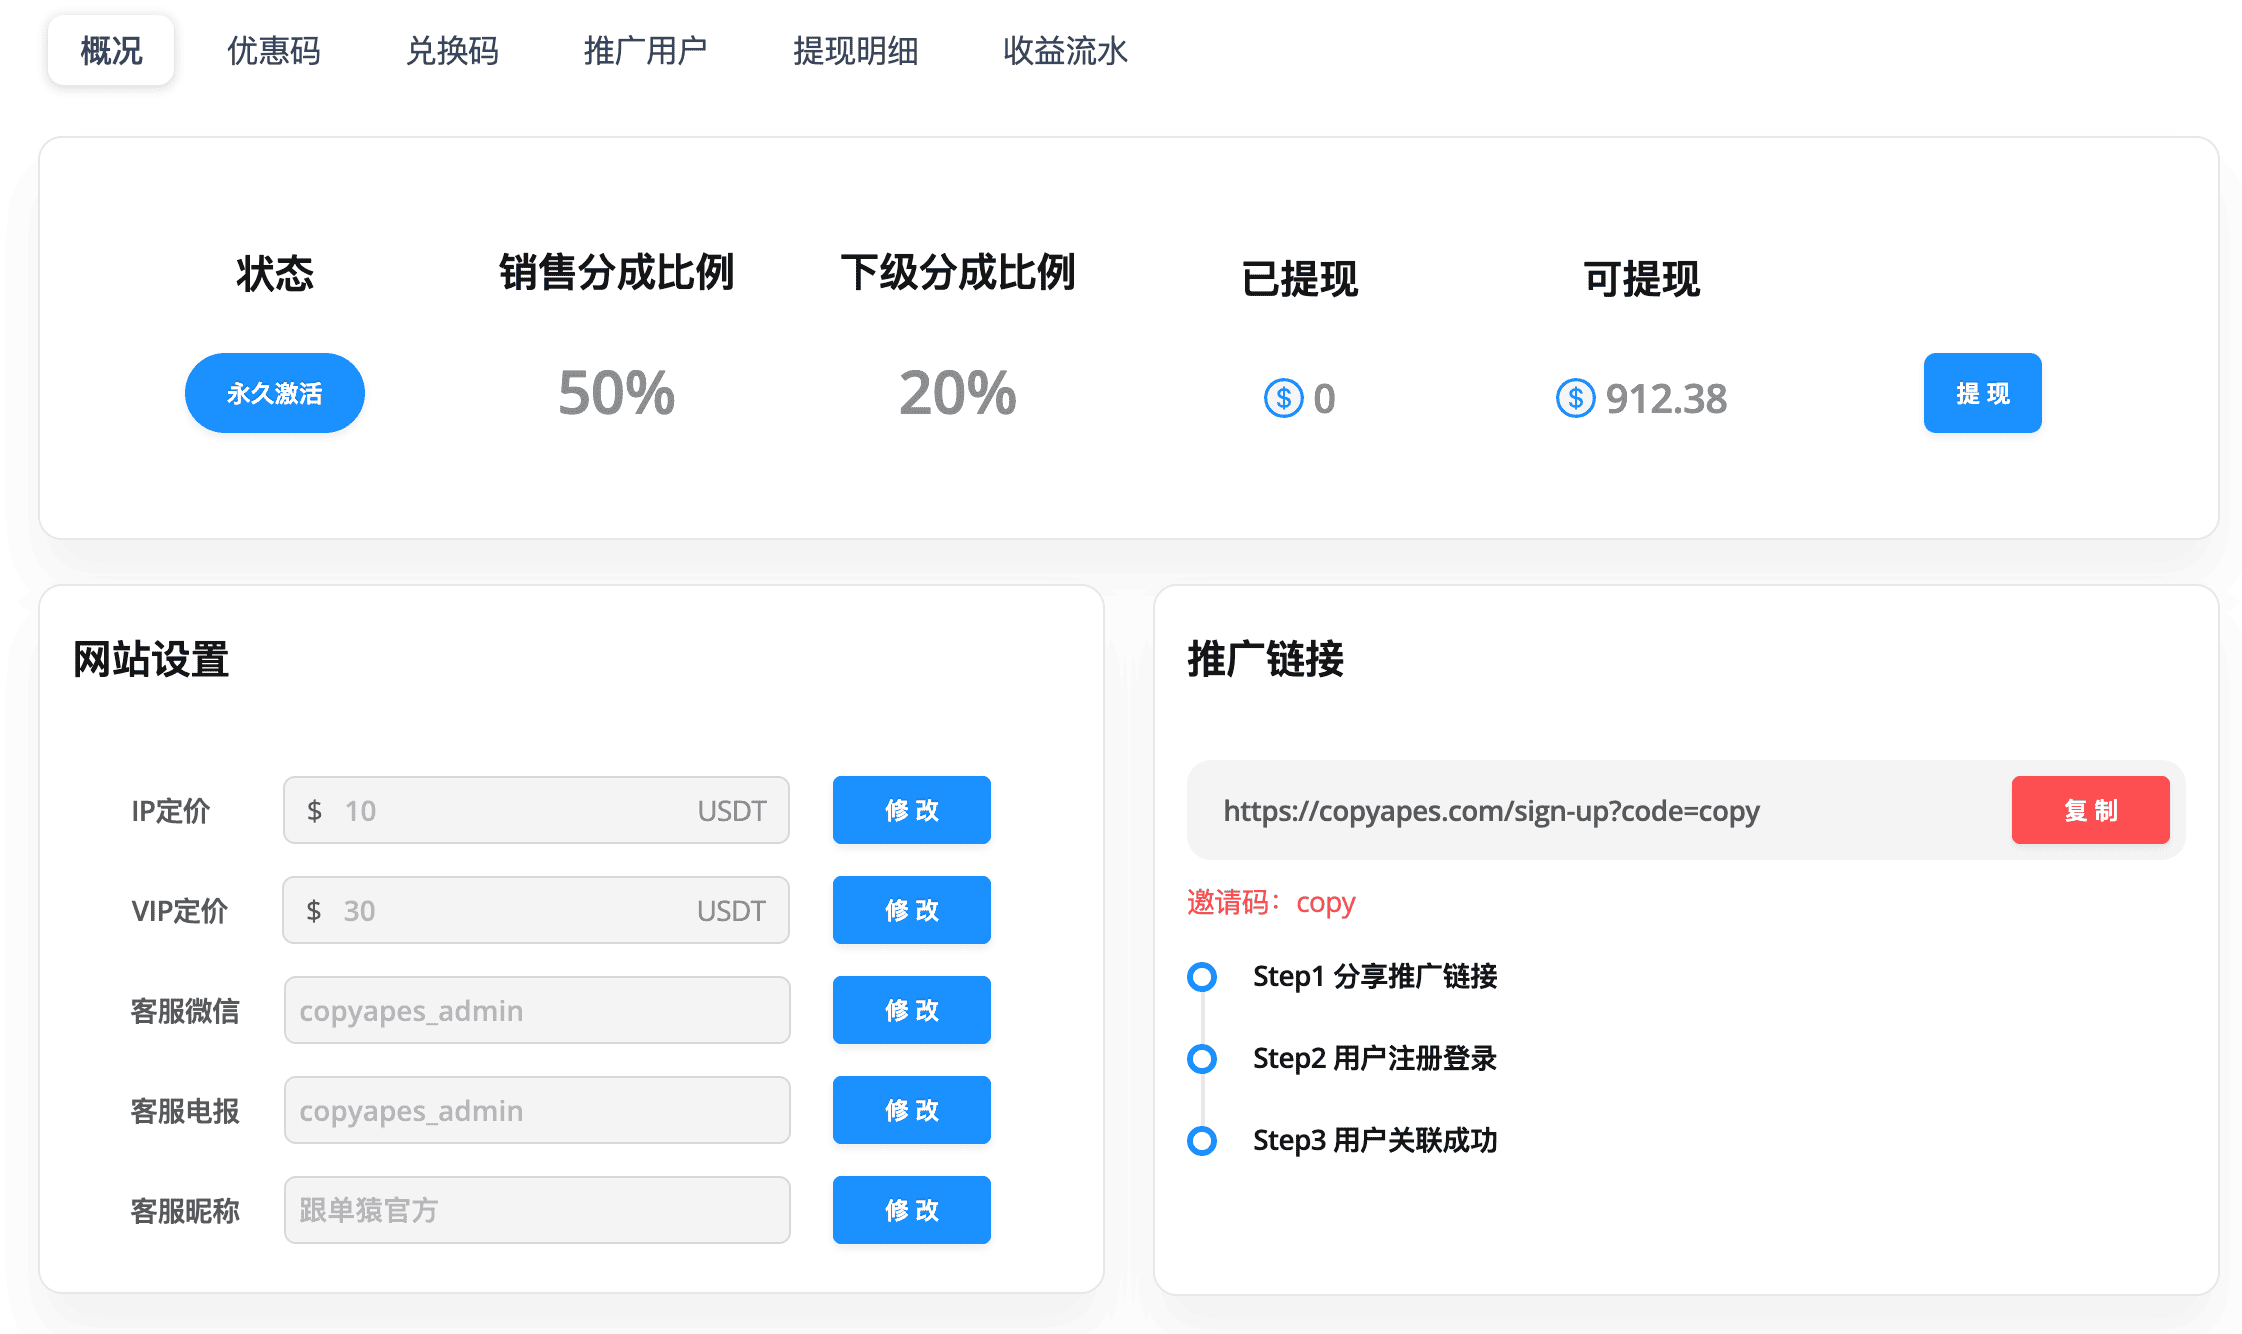 概况 优惠码 兑换码 推广用户 提现明细 收益流水
状态 销售分成比例 下级分成比例 已提现 可提现
永久激活 50% 20% $ 0 $ 912.38 提 现
网站设置
IP定价 $ 10 USDT 修 改
VIP定价 $ 30 USDT 修 改
客服微信 copyapes_admin 修 改
客服电报 copyapes_admin 修 改
客服昵称 跟单猿官方 修 改
推广链接
https://copyapes.com/sign-up?code=copy 复 制
邀请码：copy
Step1 分享推广链接
Step2 用户注册登录
Step3 用户关联成功